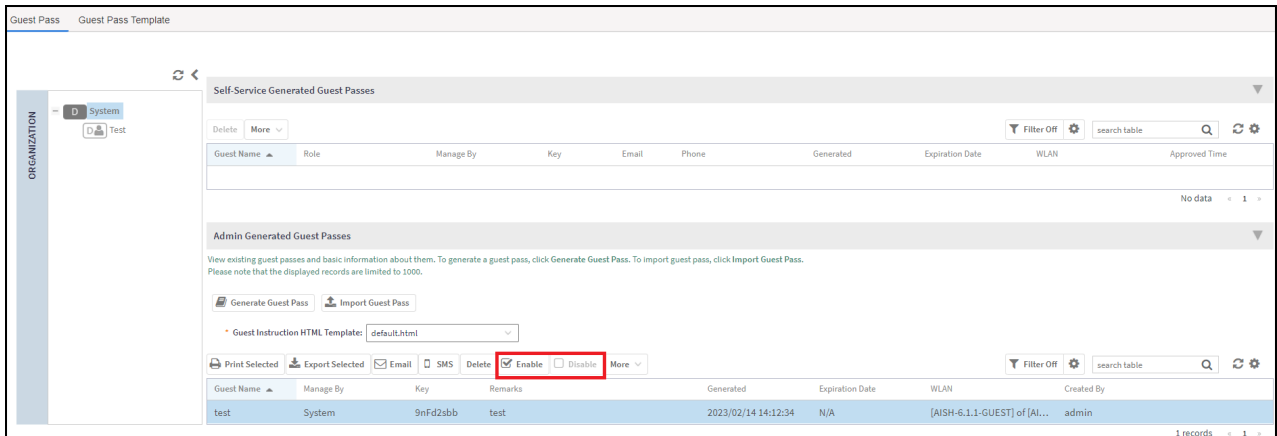 Guest Pass Guest Pass Template
ORGANIZATION
D System
D Test
Self-Service Generated Guest Passes
Delete More Filter Off search table
Guest Name Role Manage By Key Email Phone Generated Expiration Date WLAN Approved Time
No data « 1 »
Admin Generated Guest Passes
View existing guest passes and basic information about them. To generate a guest pass, click Generate Guest Pass. To import guest pass, click Import Guest Pass.
Please note that the displayed records are limited to 1000.
Generate Guest Pass Import Guest Pass
* Guest Instruction HTML Template: default.html
Print Selected Export Selected Email SMS Delete Enable Disable More Filter Off search table
Guest Name Manage By Key Remarks Generated Expiration Date WLAN Created By
test System 9nFd2sbb test 2023/02/14 14:12:34 N/A [AISH-6.1.1-GUEST] of [AI... admin
1 records « 1 »